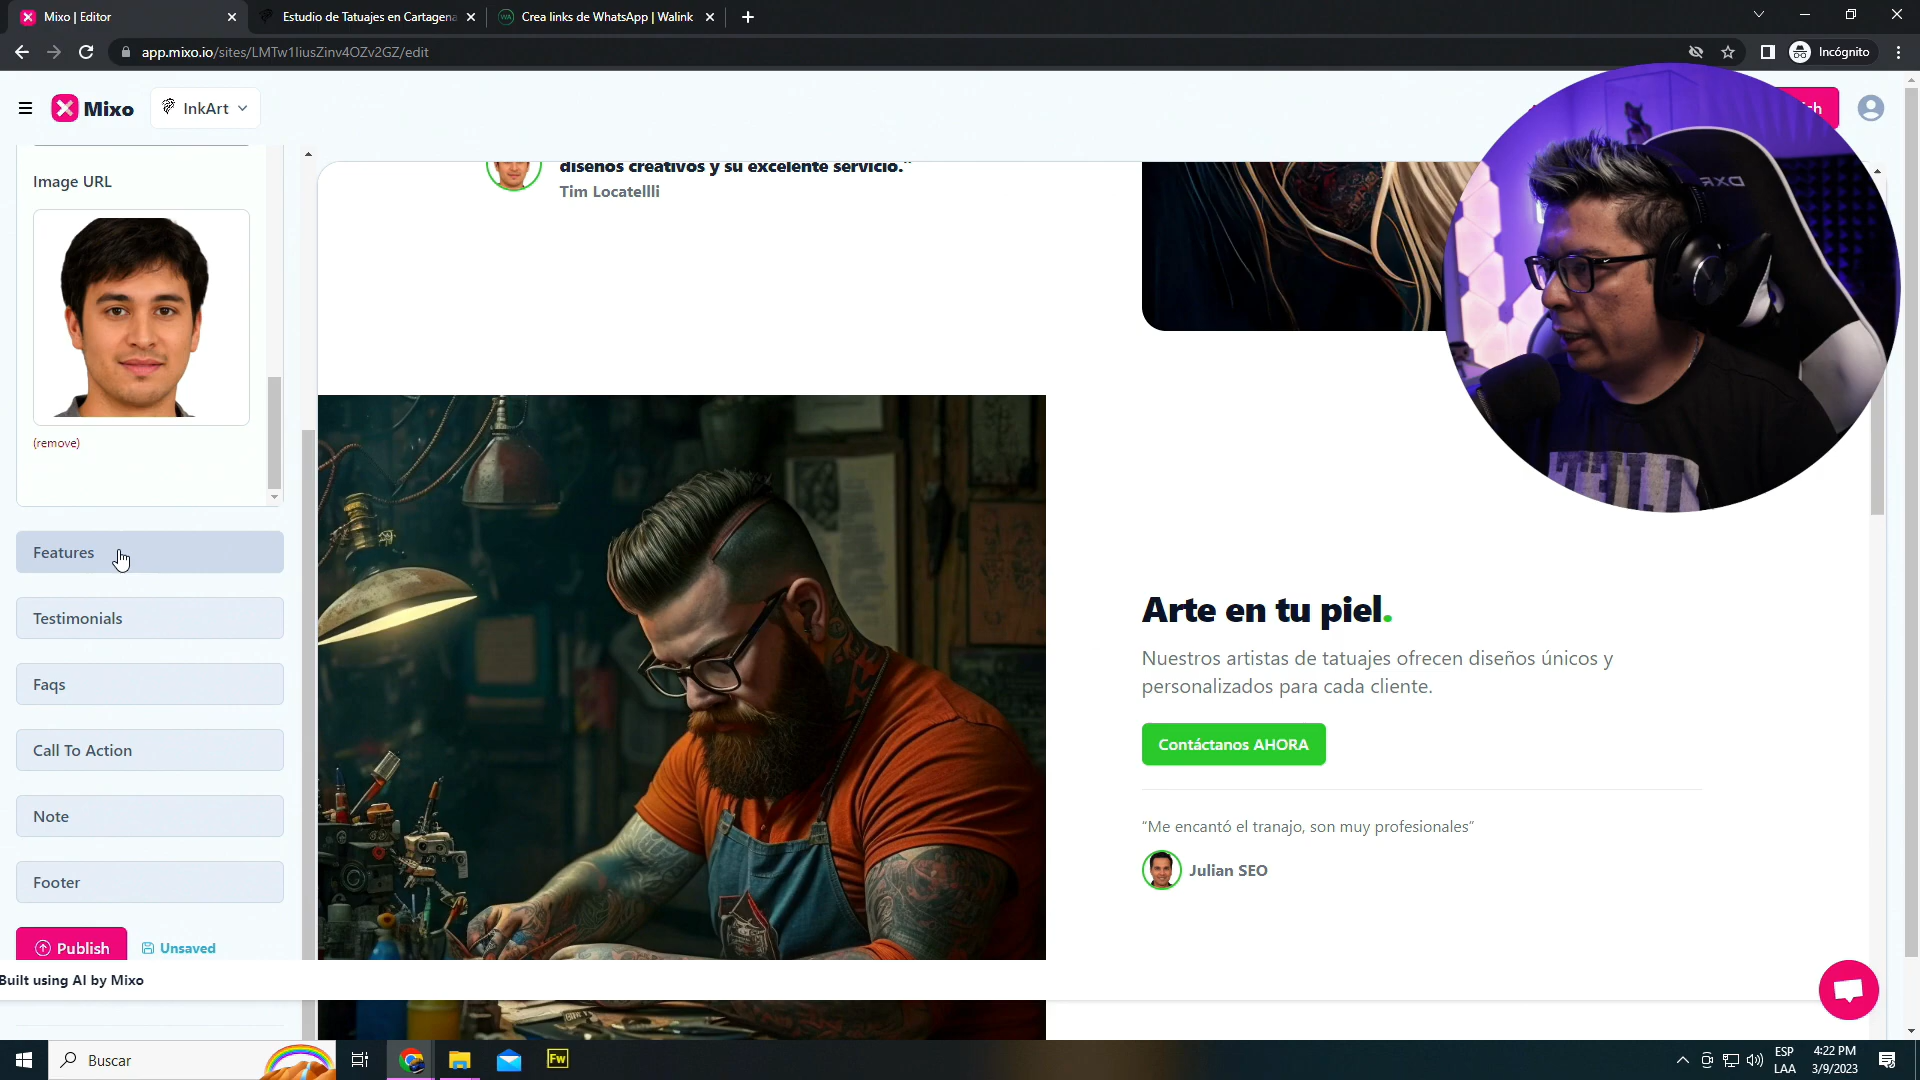 Mixo | Editor
Estudio de Tatuajes en Cartagena
Crea links de WhatsApp | Walink
app.mixo.io/sites/LMTw1IiusZinv4OZv2GZ/edit
Incógnito
Mixo
InkArt
Image URL
(remove)
Features
Testimonials
Faqs
Call To Action
Note
Footer
Publish
Unsaved
Built using AI by Mixo
diseños creativos y su excelente servicio."
Tim Locatellli
DXR
Arte en tu piel.
Nuestros artistas de tatuajes ofrecen diseños únicos y
personalizados para cada cliente.
Contáctanos AHORA
"Me encantó el tranajo, son muy profesionales"
Julian SEO
Buscar
Fw
ESP
LAA
4:22 PM
3/9/2023